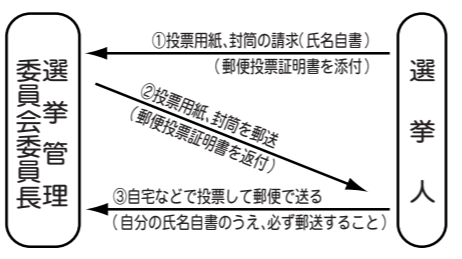 選挙管理
委員会委員長
①投票用紙、封筒の請求(氏名自書)
(郵便投票証明書を添付)
②投票用紙、封筒を郵送
(郵便投票証明書を返付)
③自宅などで投票して郵便で送る
(自分の氏名自書のうえ、必ず郵送すること)
選挙人